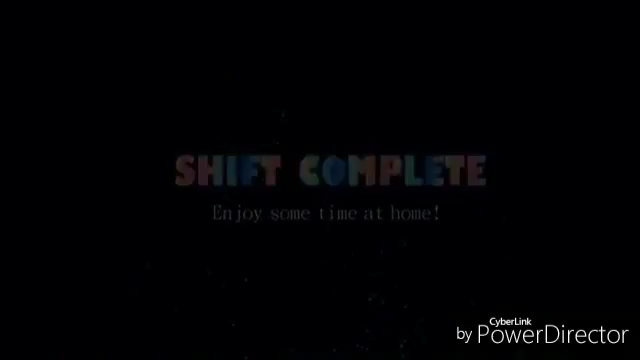 SHIFT COMPLETE
Enjoy some time at home!
CyberLink
by PowerDirector